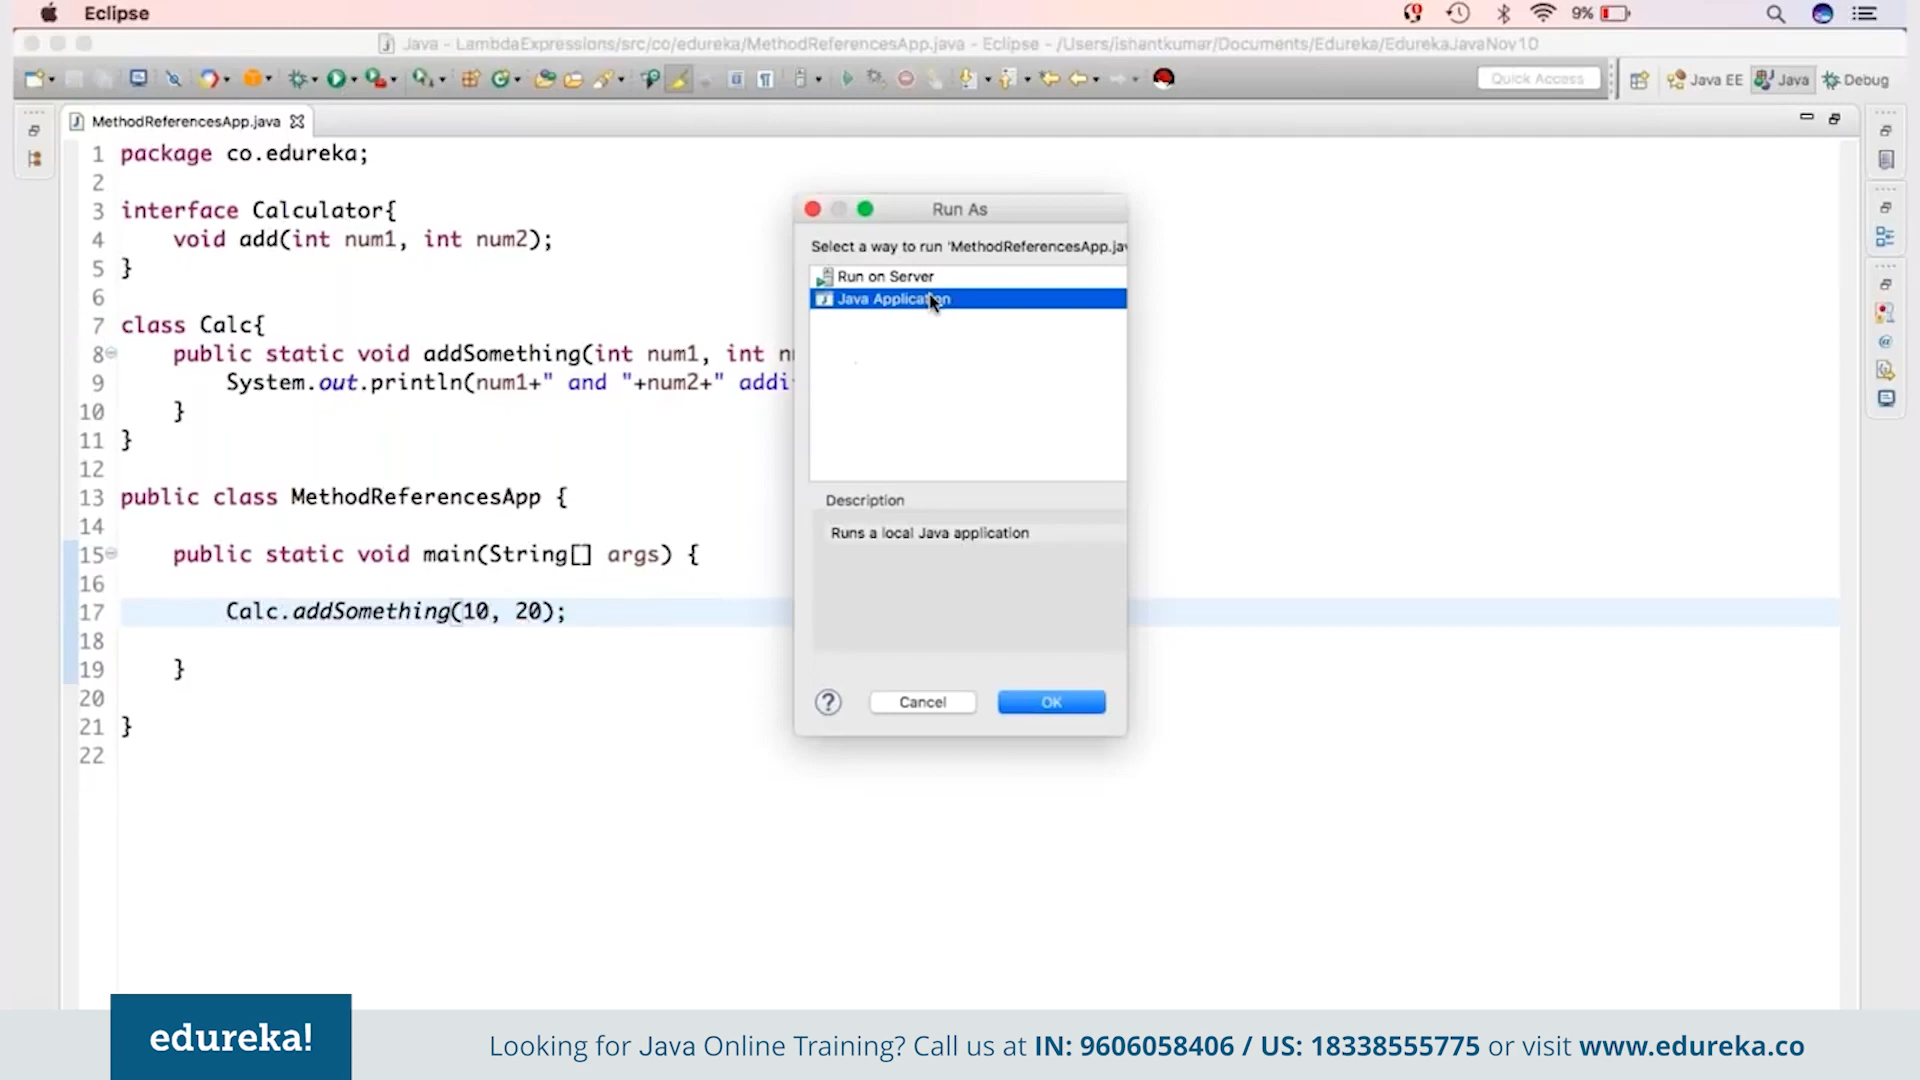 Eclipse
9%
Java - LambdaExpressions/src/co/edureka/MethodReferencesApp.java - Eclipse - /Users/ishantkumar/Documents/Edureka/EdurekaJavaNov10
Quick Access
Java EE
Java
Debug
MethodReferencesApp.java
1 package co.edureka;
2
3 interface Calculator{
4 void add(int num1, int num2);
5 }
6
7 class Calc{
8 public static void addSomething(int num1, int nu
9 System.out.println(num1+" and "+num2+" addi
10 }
11 }
12
13 public class MethodReferencesApp {
14
15 public static void main(String[] args) {
16
17 Calc.addSomething(10, 20);
18
19 }
20
21 }
22
Run As
Select a way to run 'MethodReferencesApp.jav
Run on Server
Java Application
Description
Runs a local Java application
?
Cancel
OK
edureka!
Looking for Java Online Training? Call us at IN: 9606058406 / US: 18338555775 or visit www.edureka.co